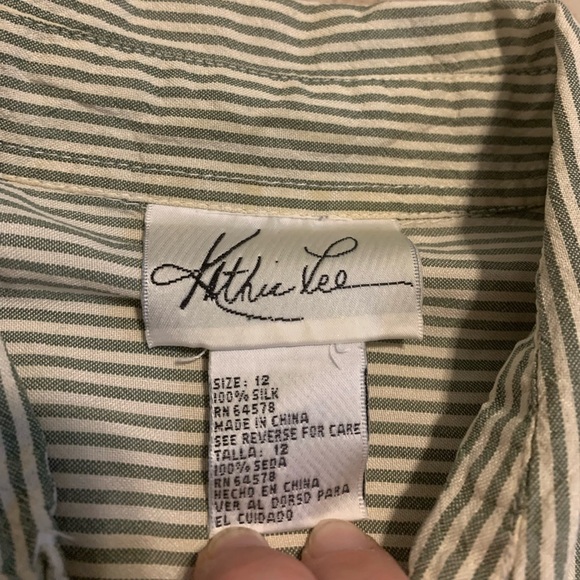 Kathie Lee
SIZE: 12
100% SILK
RN 64578
MADE IN CHINA
SEE REVERSE FOR CARE
TALLA: 12
100% SEDA
RN 64578
HECHO EN CHINA
VER AL DORSO PARA
EL CUIDADO